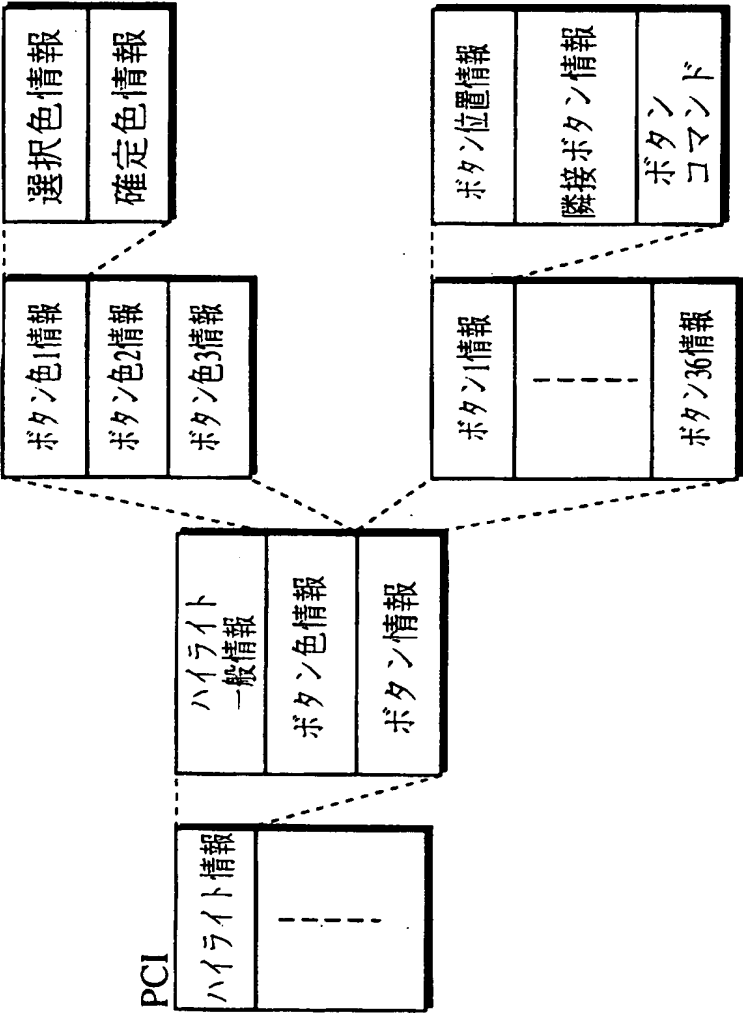 PCI
ハイライト情報
ハイライト
一般情報
ボタン色情報
ボタン情報
ボタン色1情報
ボタン色2情報
ボタン色3情報
選択色情報
確定色情報
ボタン1情報
ボタン36情報
ボタン位置情報
隣接ボタン情報
ボタン
コマンド